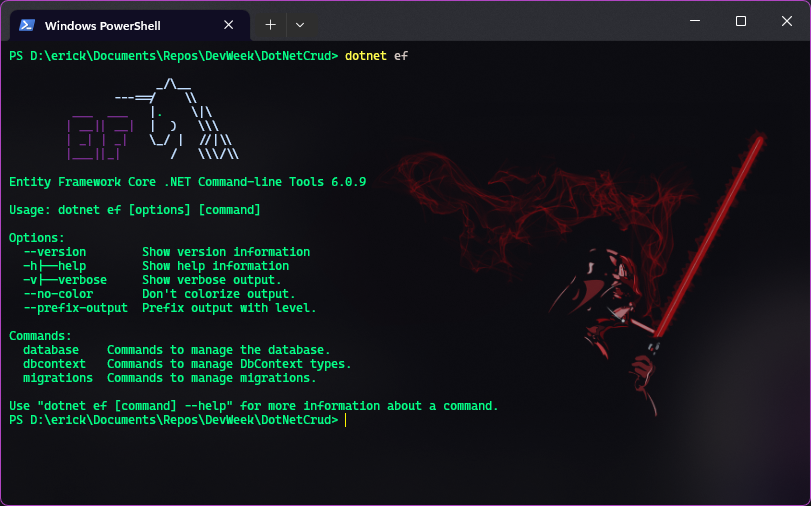 Windows PowerShell
PS D:\erick\Documents\Repos\DevWeek\DotNetCrud> dotnet ef
Entity Framework Core .NET Command-line Tools 6.0.9
Usage: dotnet ef [options] [command]
Options:
--version Show version information
-h|--help Show help information
-v|--verbose Show verbose output.
--no-color Don't colorize output.
--prefix-output Prefix output with level.
Commands:
database Commands to manage the database.
dbcontext Commands to manage DbContext types.
migrations Commands to manage migrations.
Use "dotnet ef [command] --help" for more information about a command.
PS D:\erick\Documents\Repos\DevWeek\DotNetCrud>